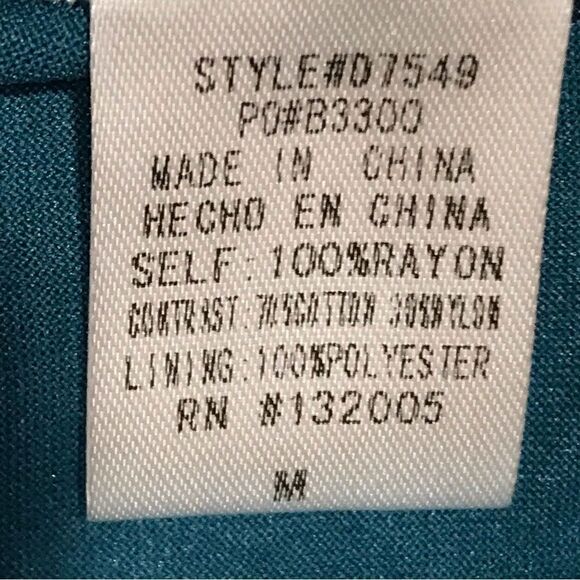 STYLE#D7549
PO#B3300
MADE IN CHINA
HECHO EN CHINA
SELF: 100%RAYON
CONTRAST: 70%COTTON 30%NYLON
LINING: 100%POLYESTER
RN #132005
M